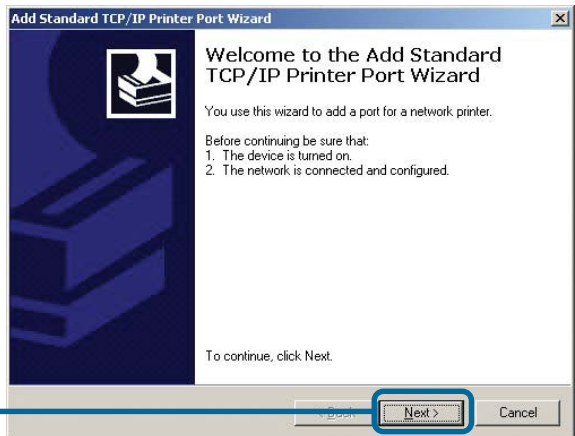 Add Standard TCP/IP Printer Port Wizard
Welcome to the Add Standard
TCP/IP Printer Port Wizard
You use this wizard to add a port for a network printer.
Before continuing be sure that:
1. The device is turned on.
2. The network is connected and configured.
To continue, click Next.
< Back
Next >
Cancel